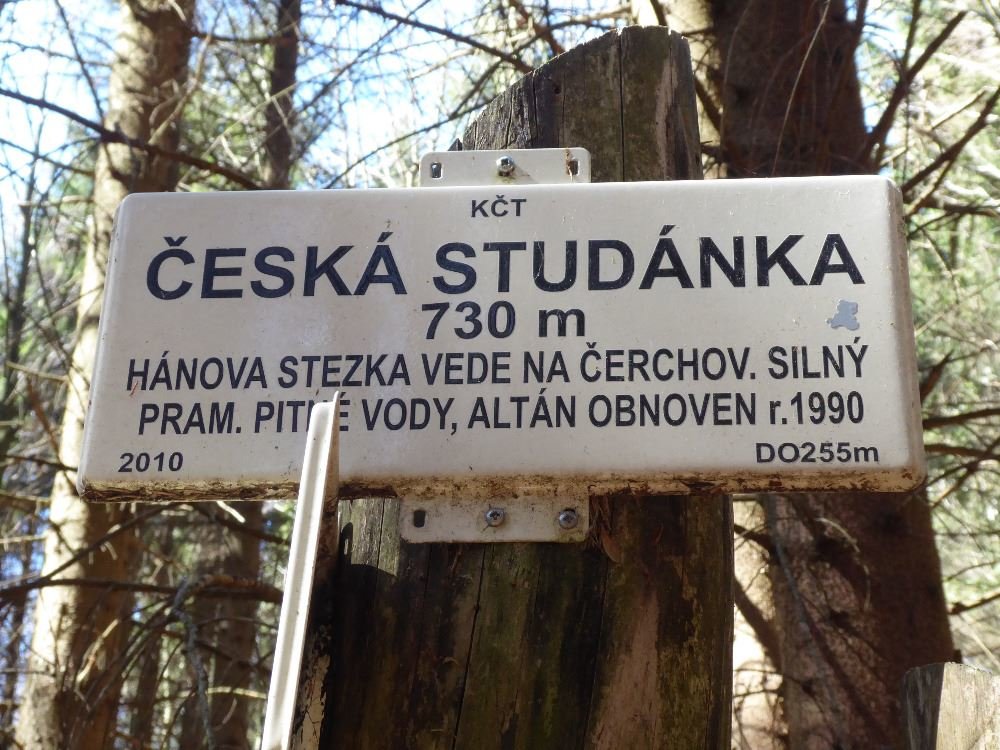 KČT
ČESKÁ STUDÁNKA
730 m
HÁNOVA STEZKA VEDE NA ČERCHOV. SILNÝ
PRAM. PITNÉ VODY, ALTÁN OBNOVEN r.1990
2010 DO255m